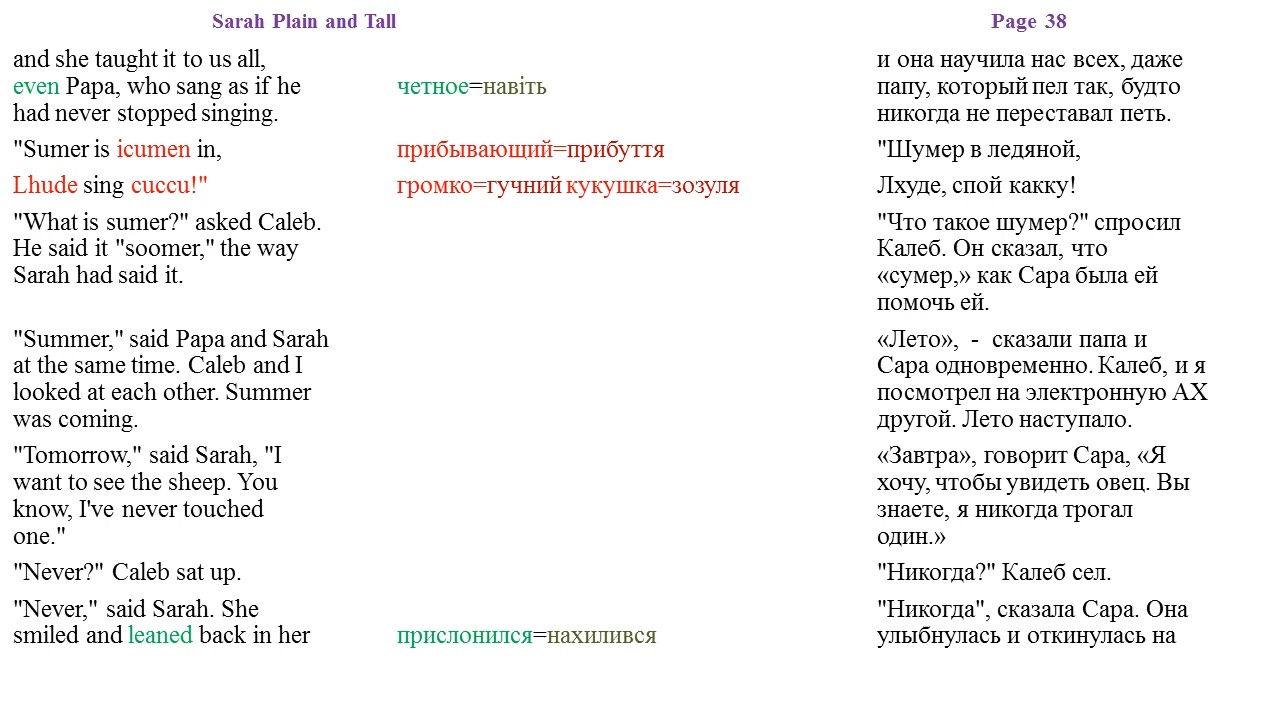 Sarah Plain and Tall
Page 38
and she taught it to us all,
even Papa, who sang as if he
had never stopped singing.
четное=навіть
и она научила нас всех, даже
папу, который пел так, будто
никогда не переставал петь.
"Sumer is icumen in,
прибывающий=прибуття
"Шумер в ледяной,
Lhude sing cuccu!"
громко=гучний кукушка=зозуля
Лхуде, спой какку!
"What is sumer?" asked Caleb.
He said it "soomer," the way
Sarah had said it.
"Что такое шумер?" спросил
Калеб. Он сказал, что
«сумер,» как Сара была ей
помочь ей.
"Summer," said Papa and Sarah
at the same time. Caleb and I
looked at each other. Summer
was coming.
«Лето», - сказали папа и
Сара одновременно. Калеб, и я
посмотрел на электронную АХ
другой. Лето наступало.
"Tomorrow," said Sarah, "I
want to see the sheep. You
know, I've never touched
one."
«Завтра», говорит Сара, «Я
хочу, чтобы увидеть овец. Вы
знаете, я никогда трогал
один.»
"Never?" Caleb sat up.
"Никогда?" Калеб сел.
"Never," said Sarah. She
smiled and leaned back in her
прислонился=нахилився
"Никогда", сказала Сара. Она
улыбнулась и откинулась на